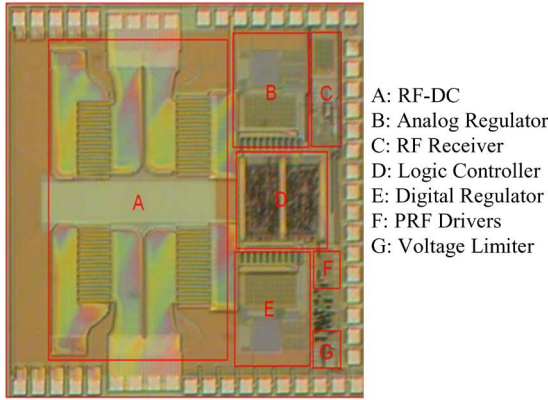 A
B
C
D
E
F
G
A: RF-DC
B: Analog Regulator
C: RF Receiver
D: Logic Controller
E: Digital Regulator
F: PRF Drivers
G: Voltage Limiter